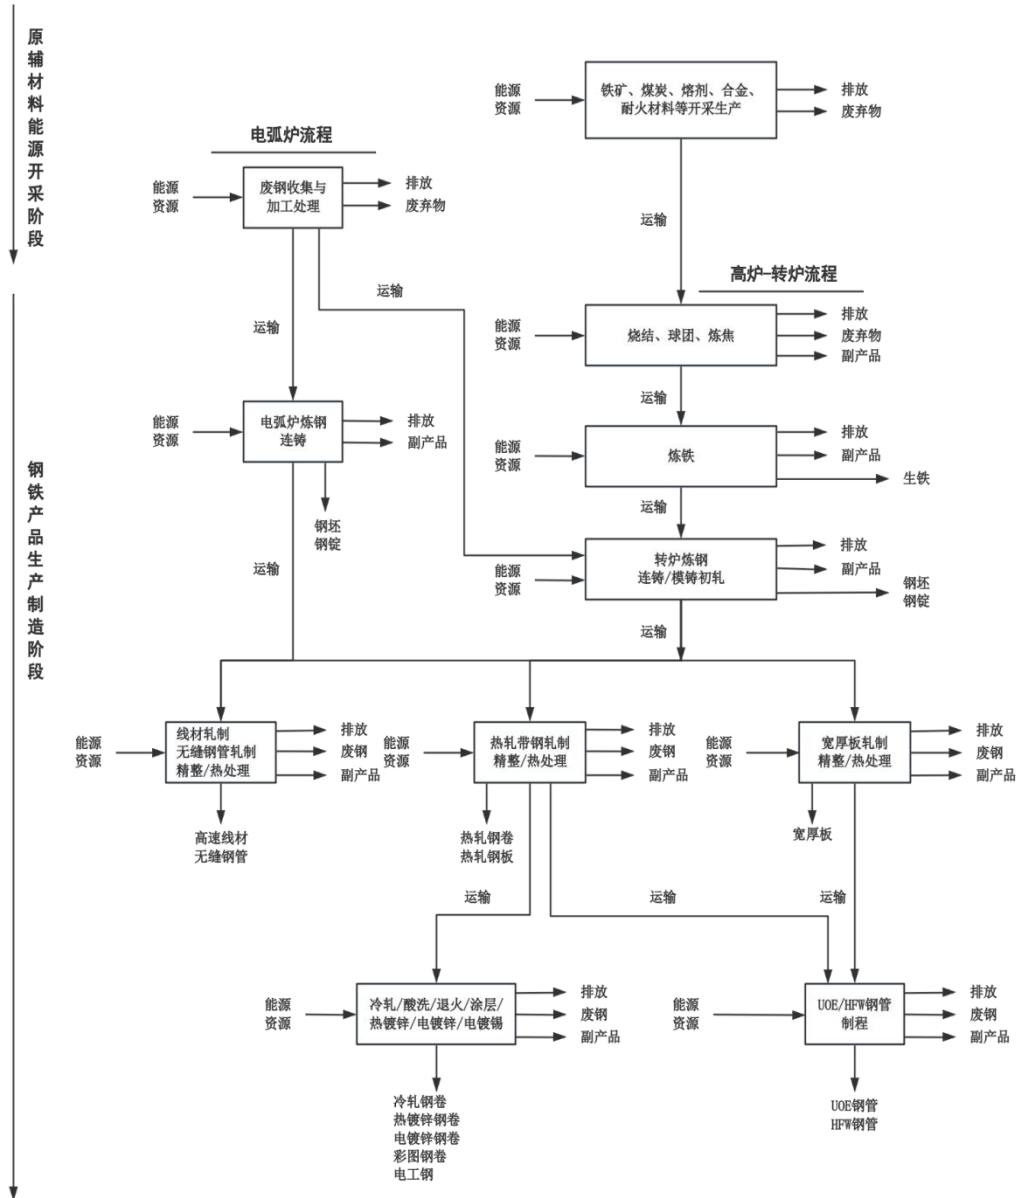 原辅材料能源开采阶段
能源
资源
铁矿、煤炭、熔剂、合金、
耐火材料等开采生产
排放
废弃物
电弧炉流程
能源
资源
废钢收集与
加工处理
排放
废弃物
运输
运输
运输
高炉-转炉流程
能源
资源
烧结、球团、炼焦
排放
废弃物
副产品
运输
钢铁产品生产制造阶段
能源
资源
电弧炉炼钢
连铸
排放
副产品
钢坯
钢锭
能源
资源
炼铁
排放
副产品
生铁
运输
能源
资源
转炉炼钢
连铸/模铸初轧
排放
副产品
钢坯
钢锭
运输
运输
能源
资源
线材轧制
无缝钢管轧制
精整/热处理
排放
废钢
副产品
高速线材
无缝钢管
能源
资源
热轧带钢轧制
精整/热处理
排放
废钢
副产品
热轧钢卷
热轧钢板
能源
资源
宽厚板轧制
精整/热处理
排放
废钢
副产品
宽厚板
运输
运输
运输
能源
资源
冷轧/酸洗/退火/涂层/
热镀锌/电镀锌/电镀锡
排放
废钢
副产品
冷轧钢卷
热镀锌钢卷
电镀锌钢卷
彩图钢卷
电工钢
能源
资源
UOE/HFW钢管
制程
排放
废钢
副产品
UOE钢管
HFW钢管